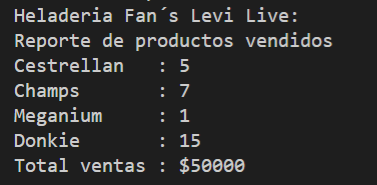 Heladeria Fan´s Levi Live:
Reporte de productos vendidos
Cestrellan   : 5
Champs       : 7
Meganium     : 1
Donkie       : 15
Total ventas : $50000